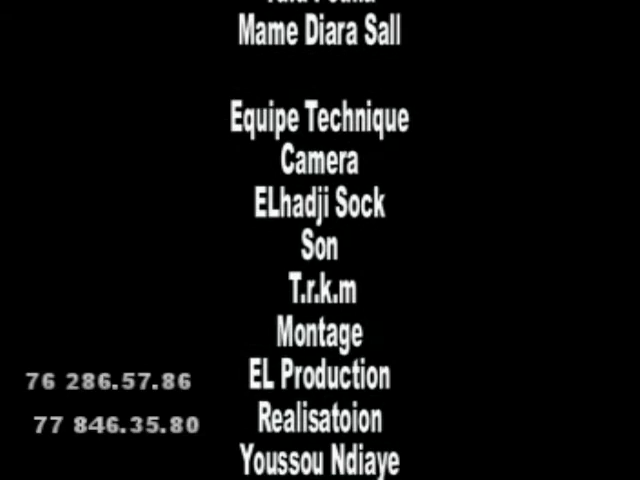 Mame Diara Sall
Equipe Technique
Camera
ELhadji Sock
Son
T.r.k.m
Montage
EL Production
Realisatoion
Youssou Ndiaye
76 286.57.86
77 846.35.80